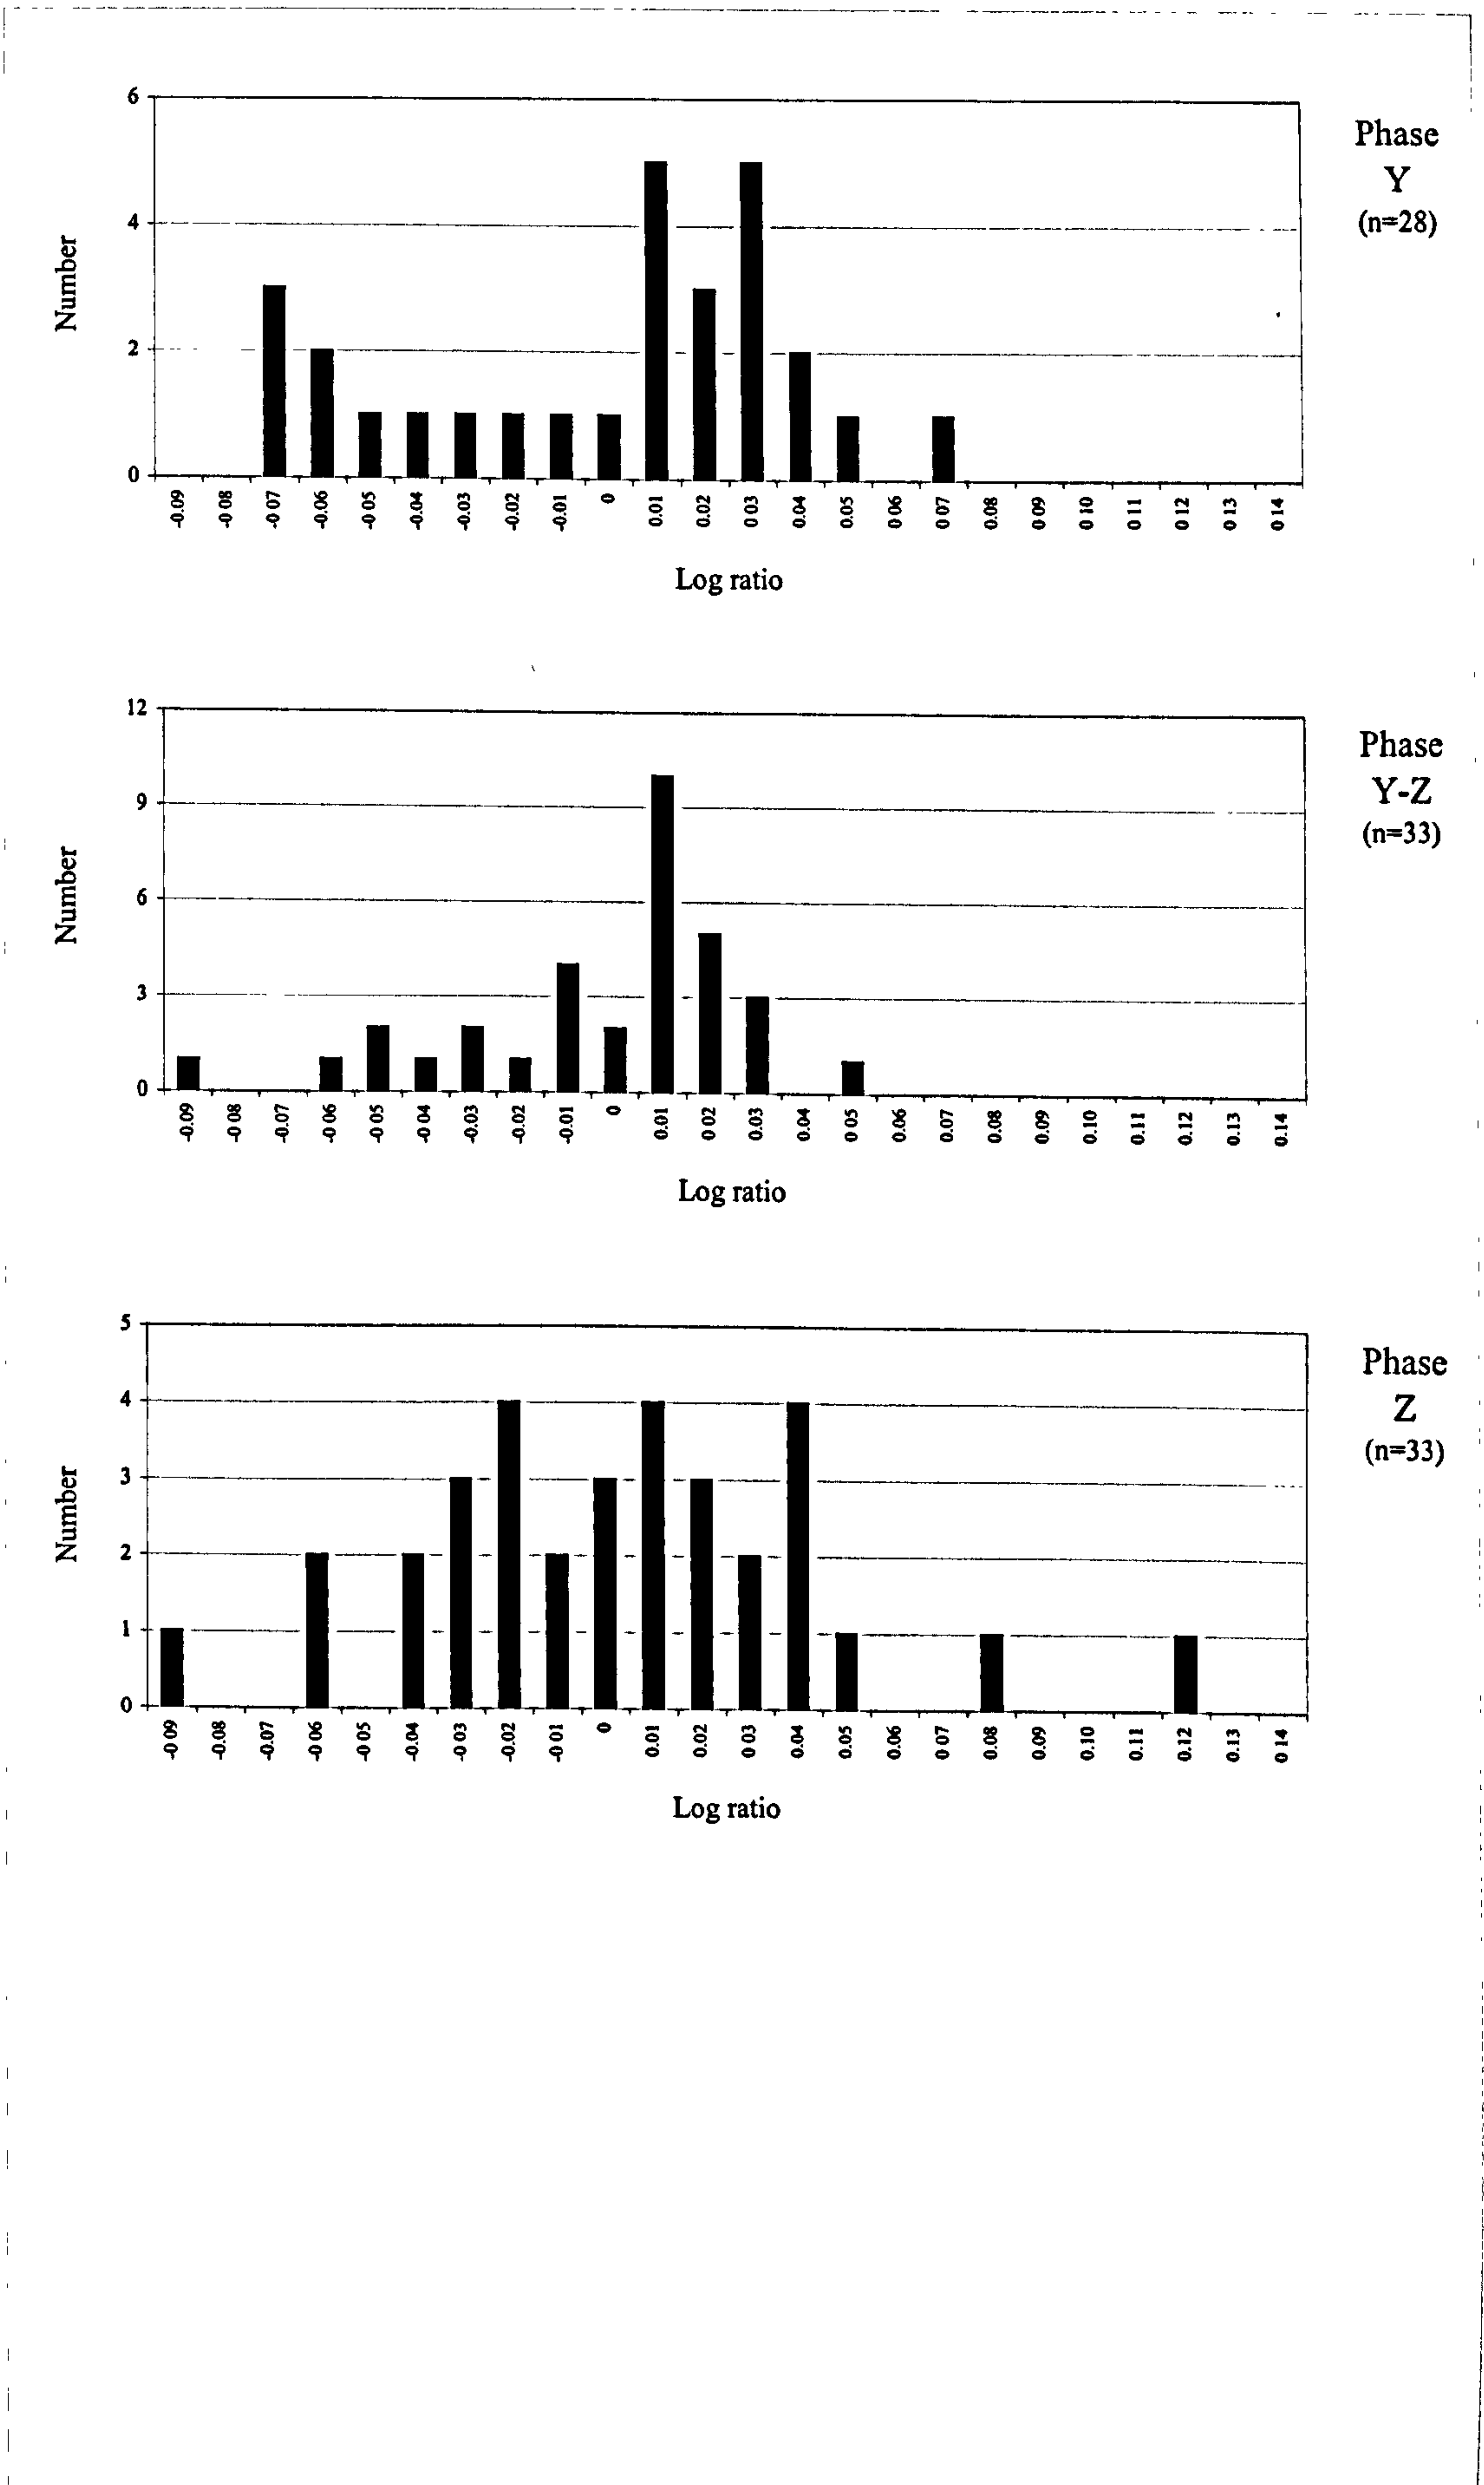 6
4
2
0
Number
-0.09 -0 08 -0 07 -0.06 -0 05 -0.04 -0.03 -0.02 -0.01 0 0.01 0.02 0 03 0.04 0.05 0 06 0 07 0.08 0 09 0 10 0 11 0 12 0 13 0 14
Log ratio
Phase
Y
(n=28)
12
9
6
3
0
Number
-0.09 -0 08 -0.07 -0 06 -0.05 -0 04 -0.03 -0.02 -0.01 0 0.01 0 02 0.03 0.04 0 05 0.06 0.07 0.08 0.09 0.10 0.11 0.12 0.13 0.14
Log ratio
Phase
Y-Z
(n=33)
5
4
3
2
1
0
Number
-0 09 -0.08 -0.07 -0 06 -0.05 -0.04 -0 03 -0.02 -0 01 0 0.01 0.02 0 03 0.04 0.05 0.06 0 07 0.08 0.09 0.10 0.11 0.12 0.13 0 14
Log ratio
Phase
Z
(n=33)